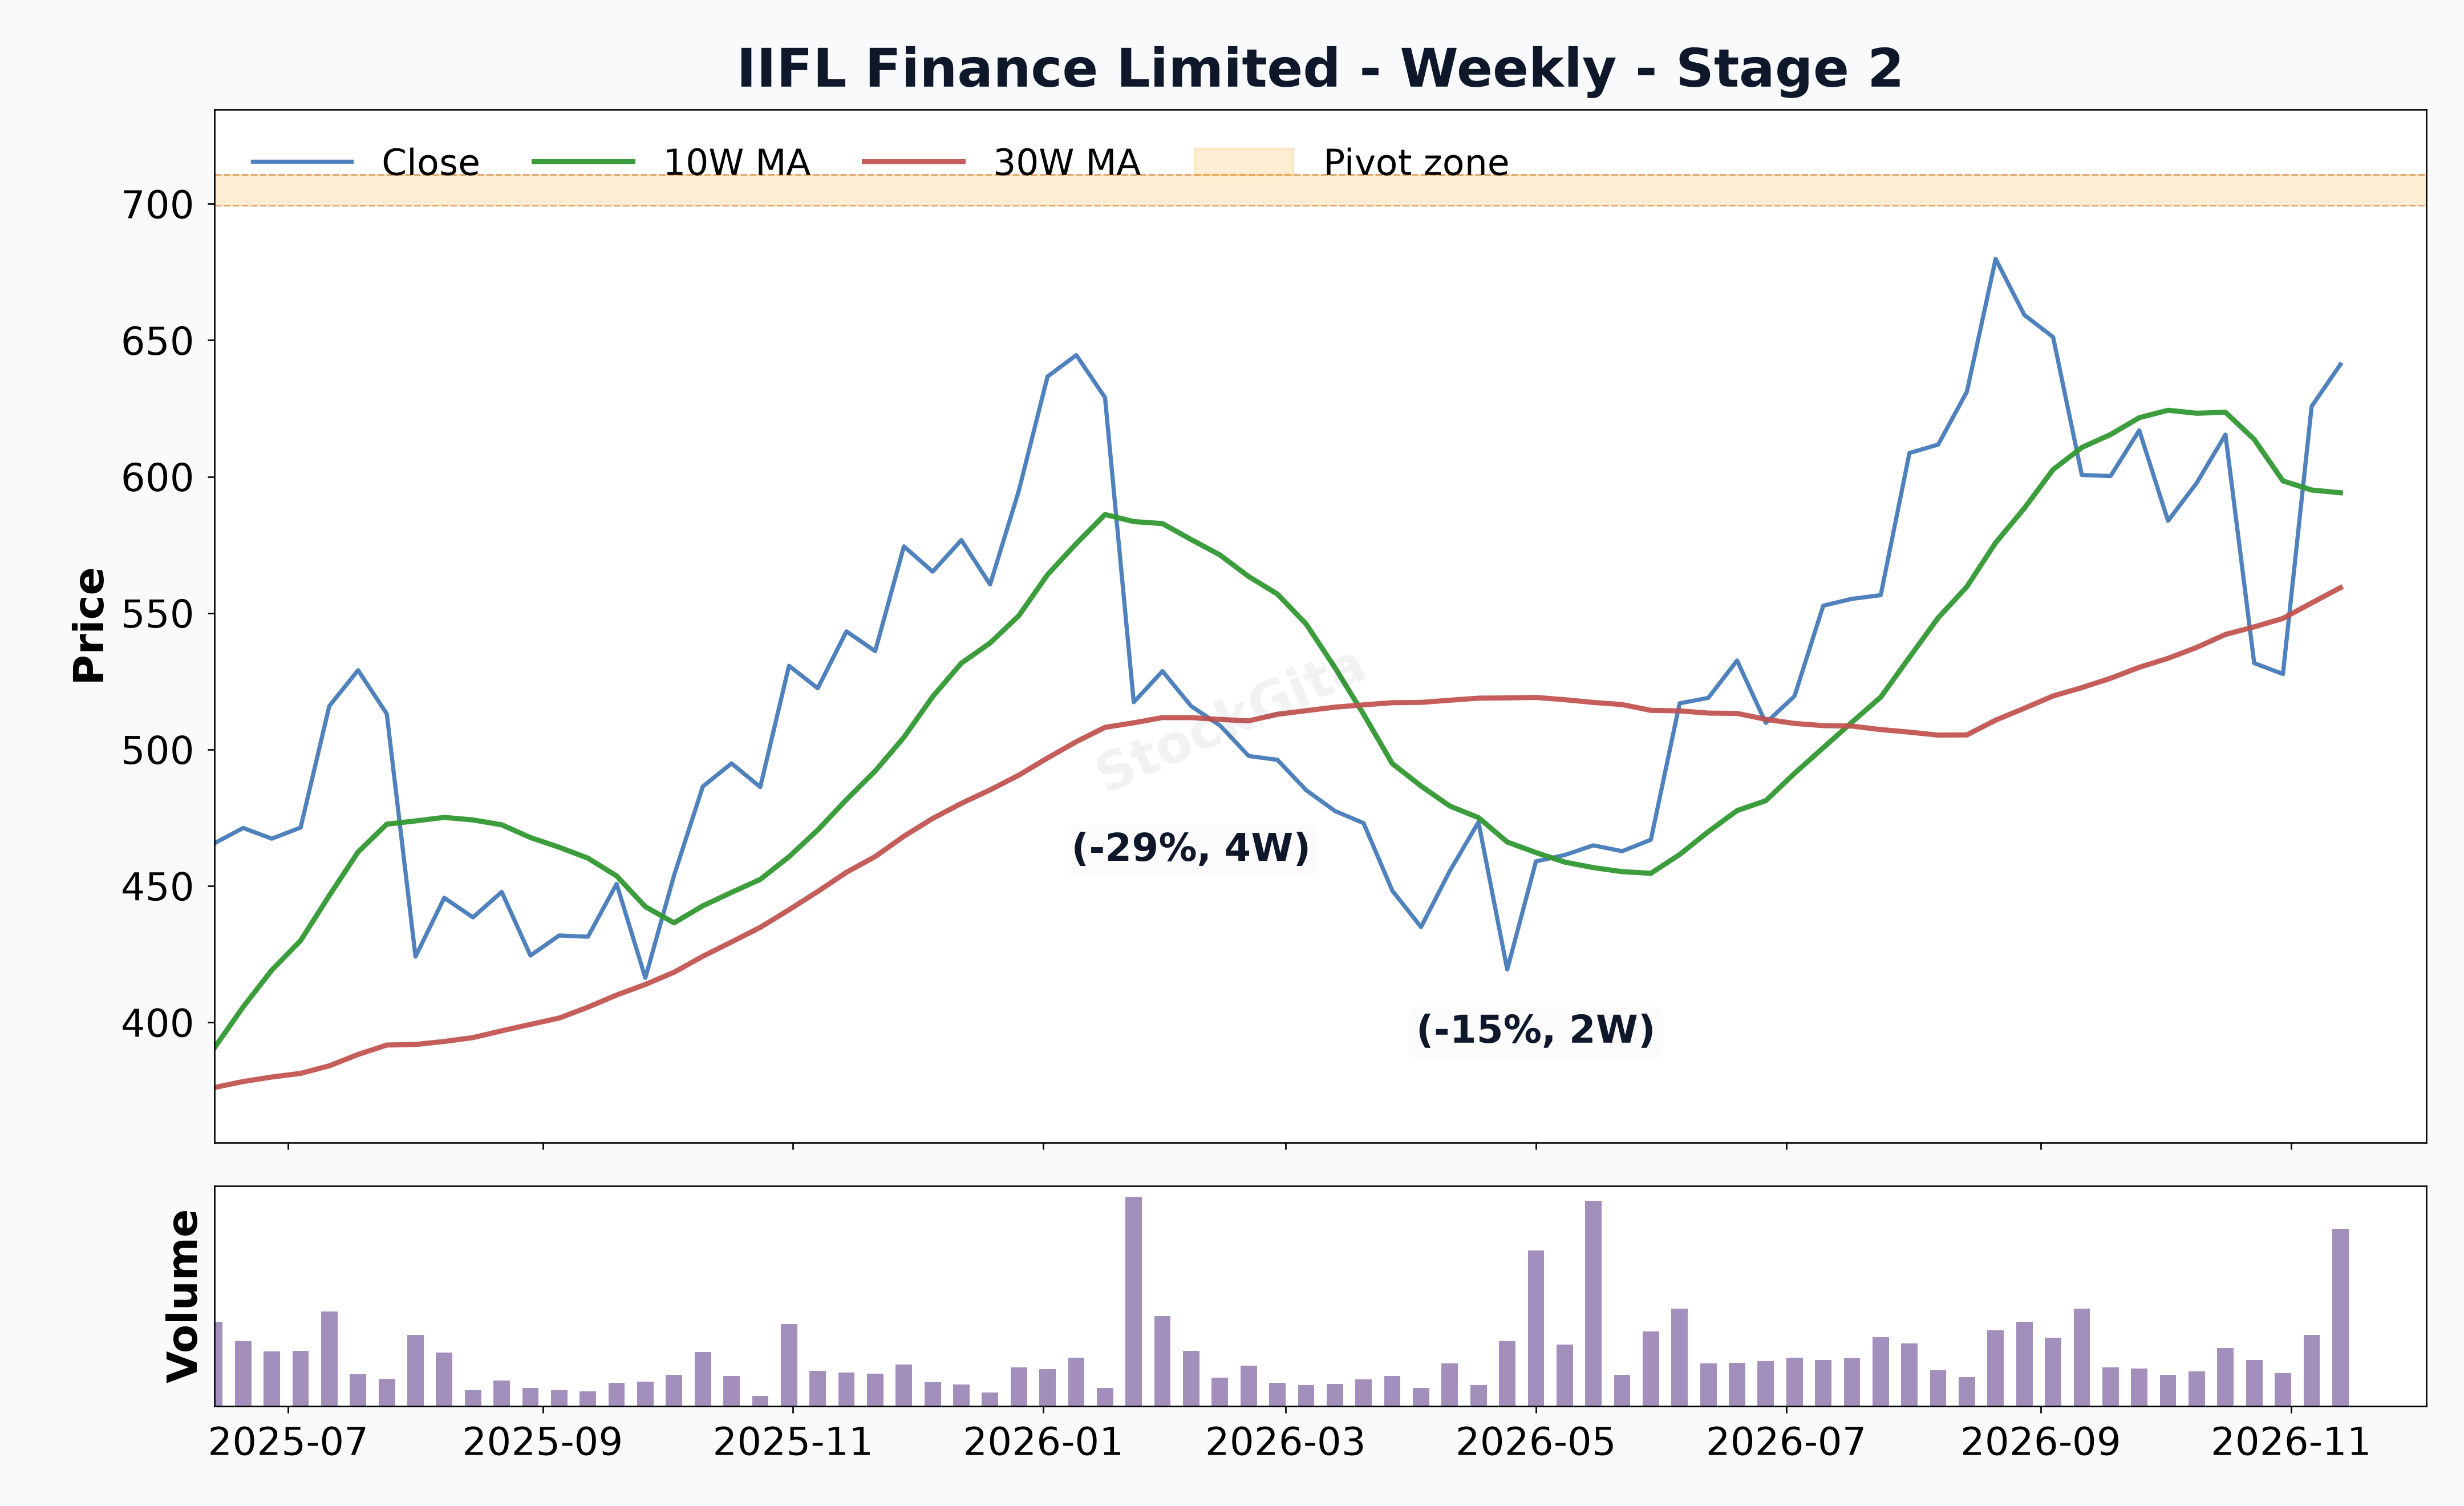 IIFL Finance Limited - Weekly - Stage 2
Close 10W MA 30W MA Pivot zone
700
650
600
550
500
450
400
Price
StockGita
(-29%, 4W)
(-15%, 2W)
Volume
2025-07 2025-09 2025-11 2026-01 2026-03 2026-05 2026-07 2026-09 2026-11